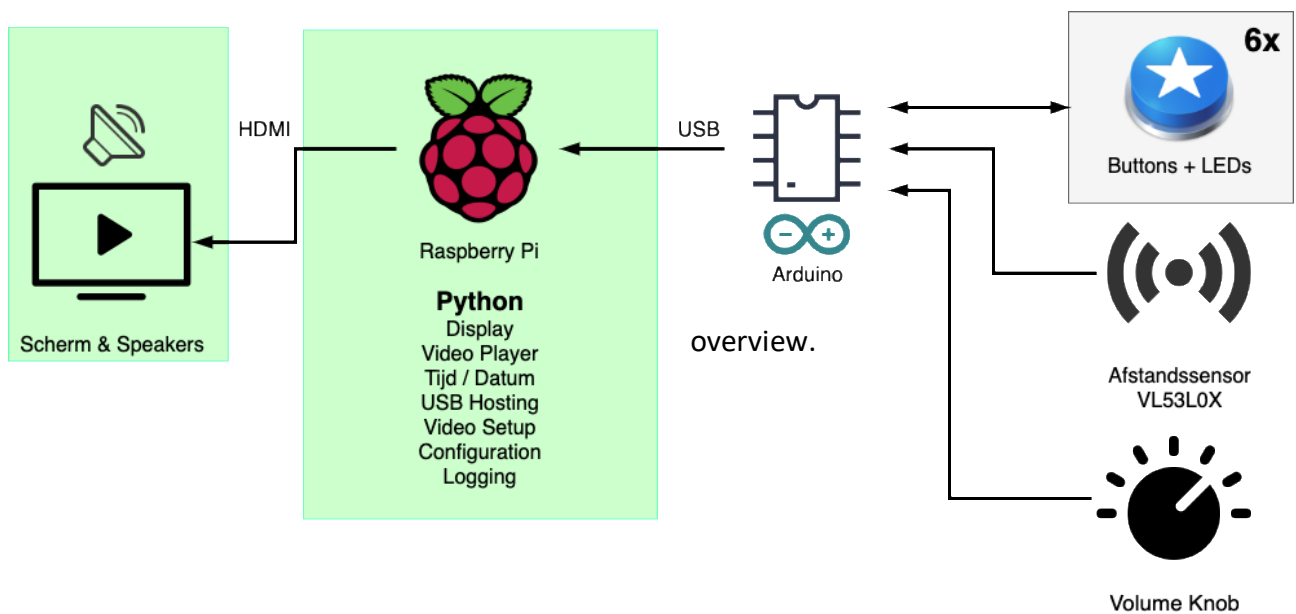 HDMI
Scherm & Speakers
Raspberry Pi
Python
Display
Video Player
Tijd / Datum
USB Hosting
Video Setup
Configuration
Logging
USB
Arduino
overview.
6x
Buttons + LEDs
Afstandssensor
VL53L0X
Volume Knob